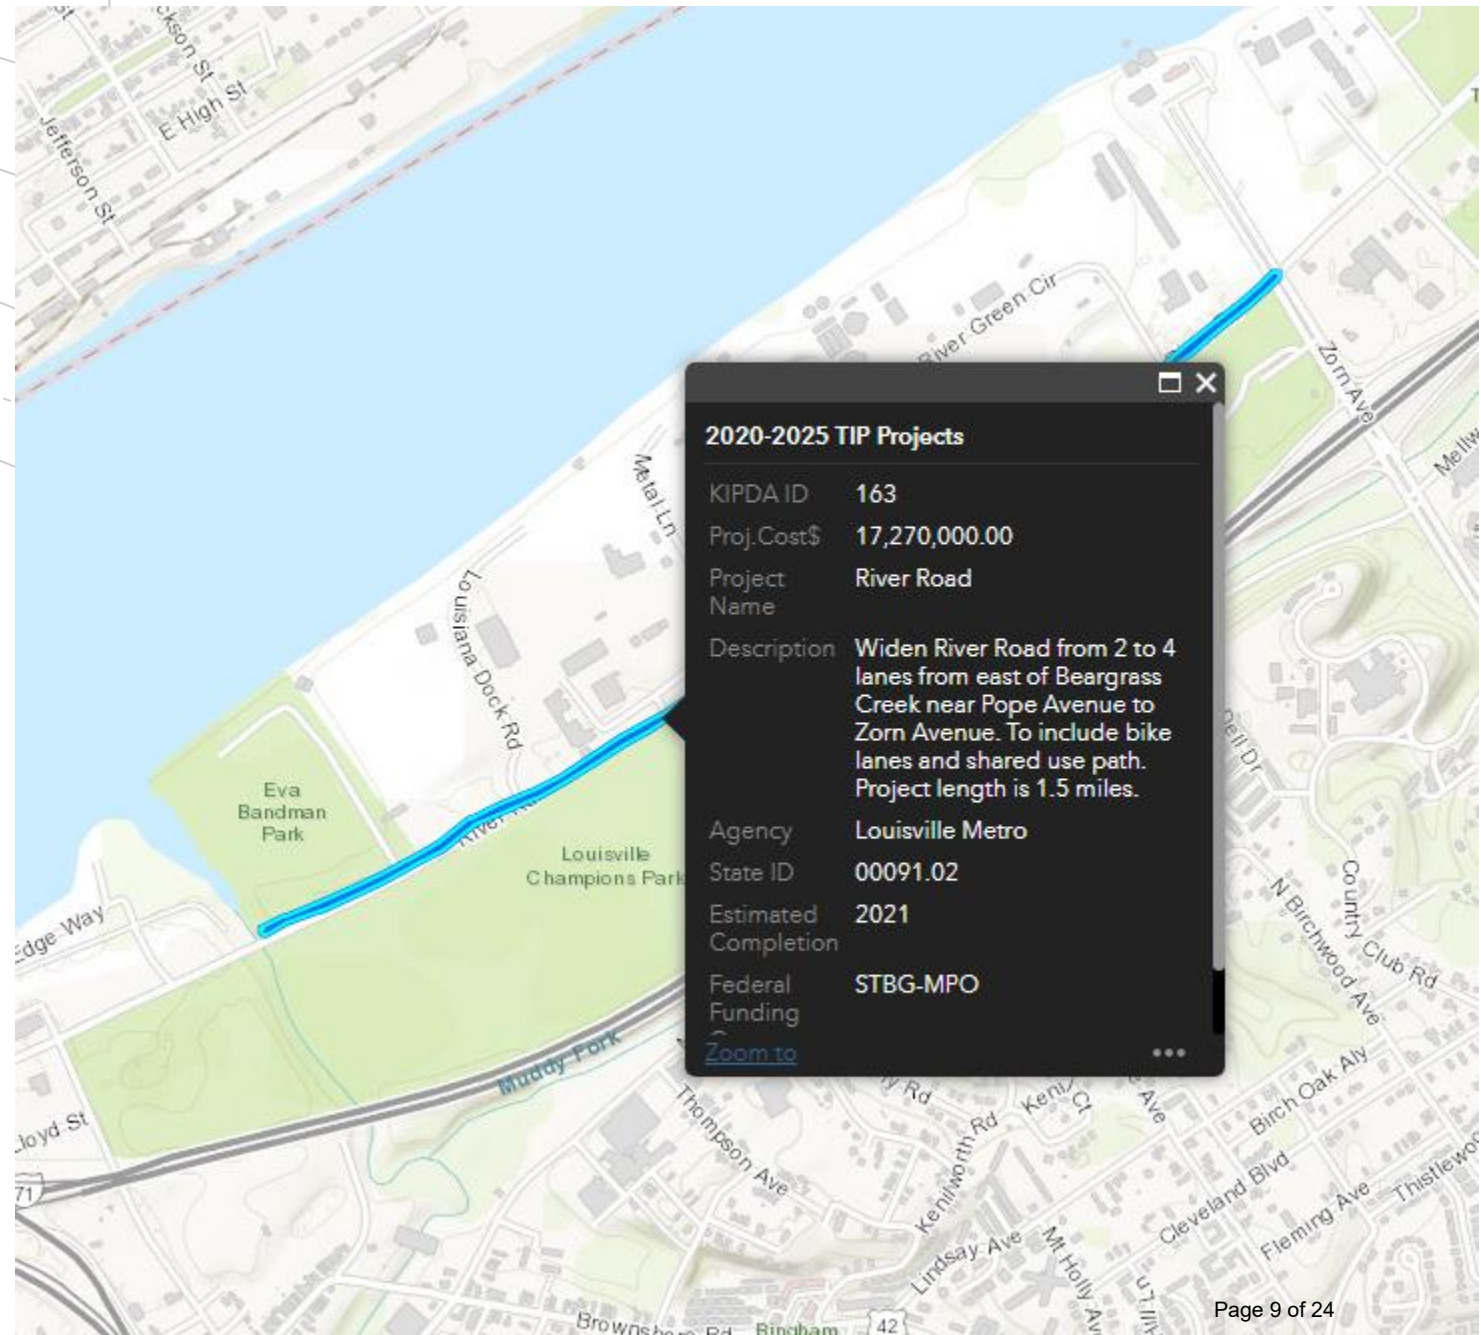 E High St
Jefferson St
River Green Cir
Zorn Ave
Metal Ln
Louisiana Dock Rd
Eva
Bandman
Park
Louisville
Champions Park
2020-2025 TIP Projects
KIPDA ID 163
Proj.Cost$ 17,270,000.00
Project River Road
Name
Description Widen River Road from 2 to 4
lanes from east of Beargrass
Creek near Pope Avenue to
Zorn Avenue. To include bike
lanes and shared use path.
Project length is 1.5 miles.
Agency Louisville Metro
State ID 00091.02
Estimated 2021
Completion
Federal STBG-MPO
Funding
Zoom to
Muddy Fork
N Birchwood Ave
Country Club Rd
71
Thompson Ave
Kenilworth Rd
Birch Oak Aly
Cleveland Blvd
Fleming Ave
Lindsay Ave
Bingham
42
Page 9 of 24